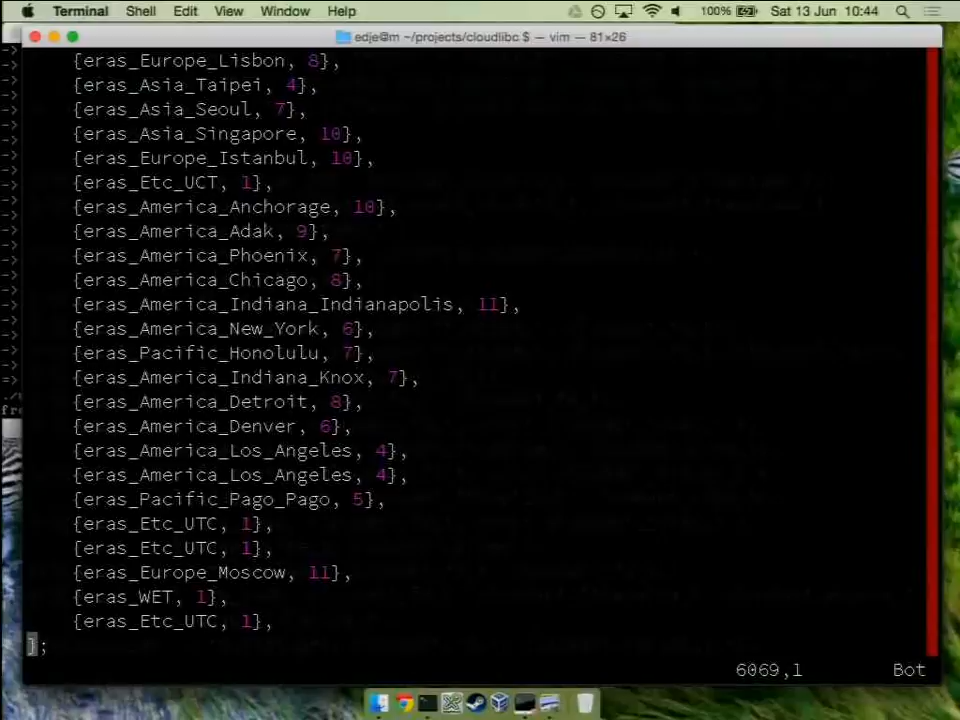 Terminal Shell Edit View Window Help 100% Sat 13 Jun 10:44
edje@m ~/projects/cloudlibc $ — vim — 81×26
{eras_Europe_Lisbon, 8},
{eras_Asia_Taipei, 4},
{eras_Asia_Seoul, 7},
{eras_Asia_Singapore, 10},
{eras_Europe_Istanbul, 10},
{eras_Etc_UCT, 1},
{eras_America_Anchorage, 10},
{eras_America_Adak, 9},
{eras_America_Phoenix, 7},
{eras_America_Chicago, 8},
{eras_America_Indiana_Indianapolis, 11},
{eras_America_New_York, 6},
{eras_Pacific_Honolulu, 7},
{eras_America_Indiana_Knox, 7},
{eras_America_Detroit, 8},
{eras_America_Denver, 6},
{eras_America_Los_Angeles, 4},
{eras_America_Los_Angeles, 4},
{eras_Pacific_Pago_Pago, 5},
{eras_Etc_UTC, 1},
{eras_Etc_UTC, 1},
{eras_Europe_Moscow, 11},
{eras_WET, 1},
{eras_Etc_UTC, 1},
};
6069,1 Bot